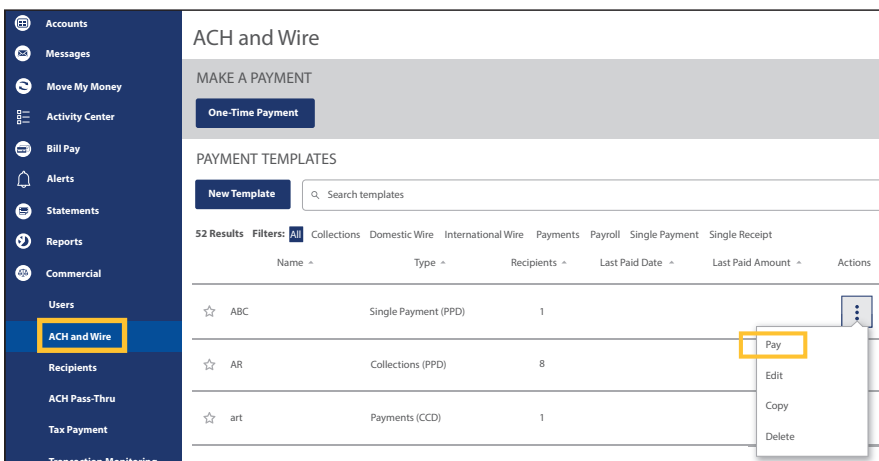 Accounts
Messages
Move My Money
Activity Center
Bill Pay
Alerts
Statements
Reports
Commercial
Users
ACH and Wire
Recipients
ACH Pass-Thru
Tax Payment
Transaction Monitoring
ACH and Wire
MAKE A PAYMENT
One-Time Payment
PAYMENT TEMPLATES
New Template Search templates
52 Results Filters: All Collections Domestic Wire International Wire Payments Payroll Single Payment Single Receipt
Name Type Recipients Last Paid Date Last Paid Amount Actions
ABC Single Payment (PPD) 1
AR Collections (PPD) 8
art Payments (CCD) 1
Pay
Edit
Copy
Delete